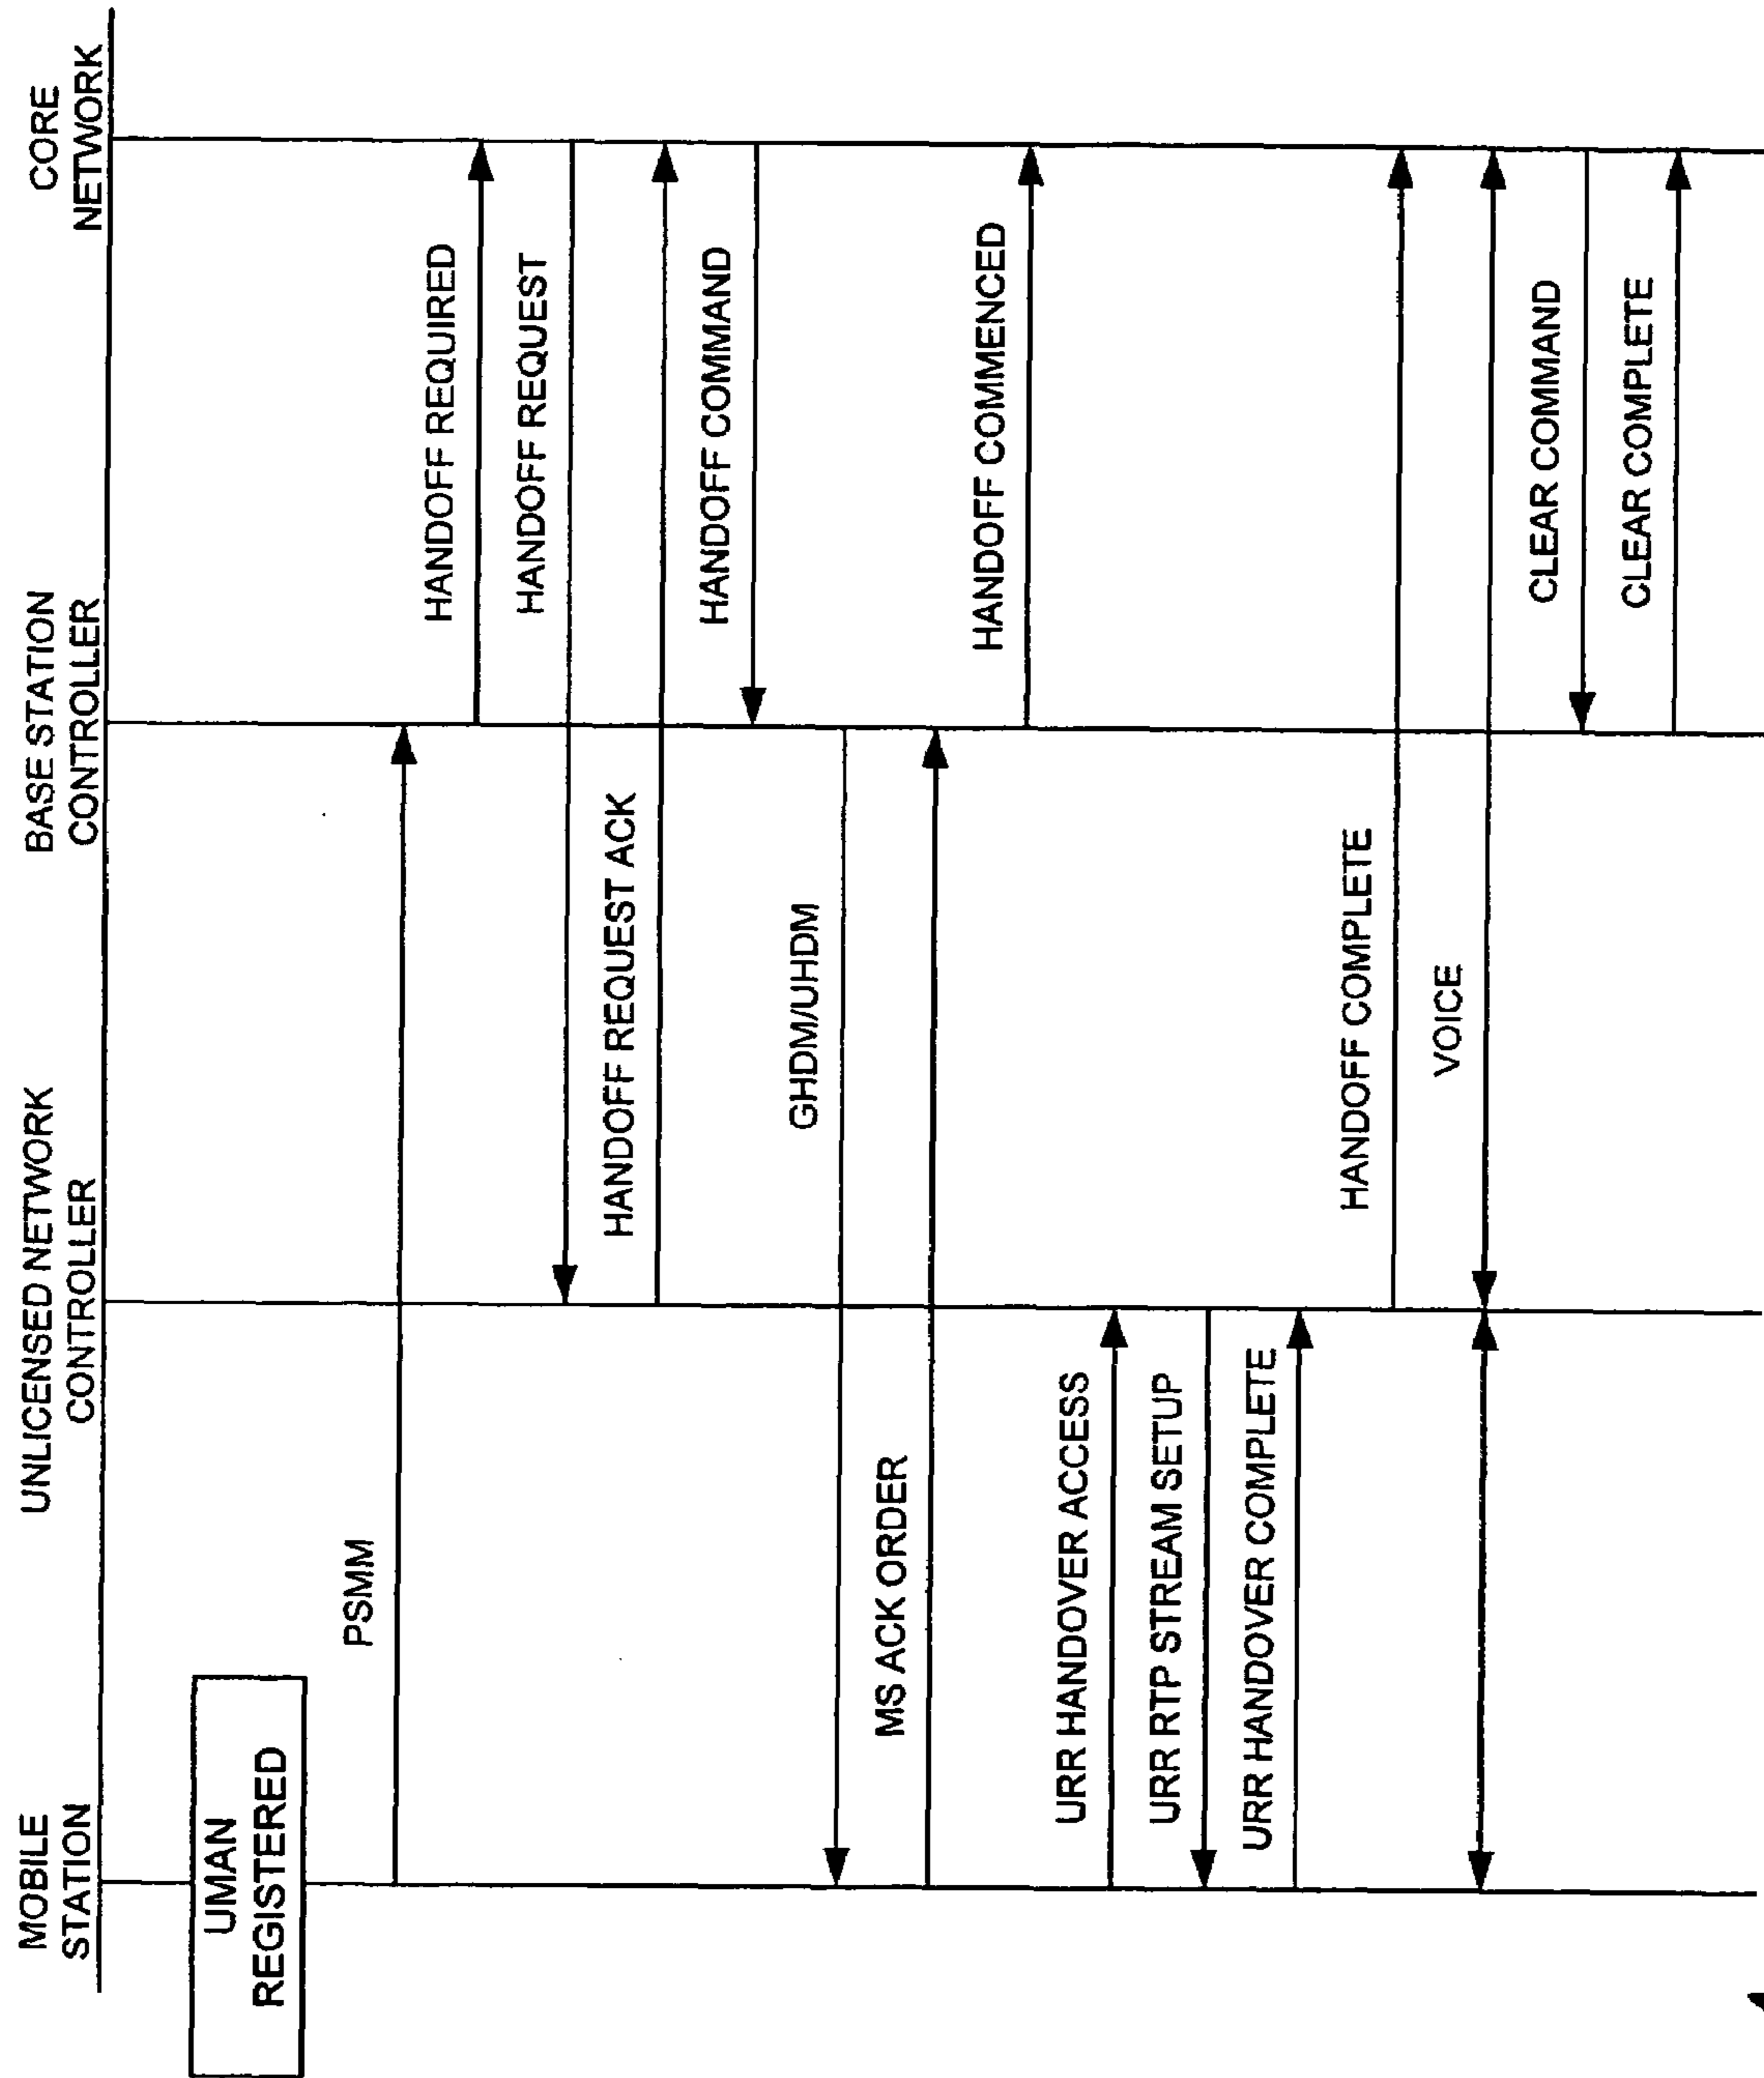 MOBILE
STATION
UNLICENSED NETWORK
CONTROLLER
BASE STATION
CONTROLLER
CORE
NETWORK
UMAN
REGISTERED
PSMM
HANDOFF REQUIRED
HANDOFF REQUEST
HANDOFF REQUEST ACK
HANDOFF COMMAND
GHDM/UHDM
MS ACK ORDER
HANDOFF COMMENCED
URR HANDOVER ACCESS
URR RTP STREAM SETUP
URR HANDOVER COMPLETE
HANDOFF COMPLETE
VOICE
CLEAR COMMAND
CLEAR COMPLETE